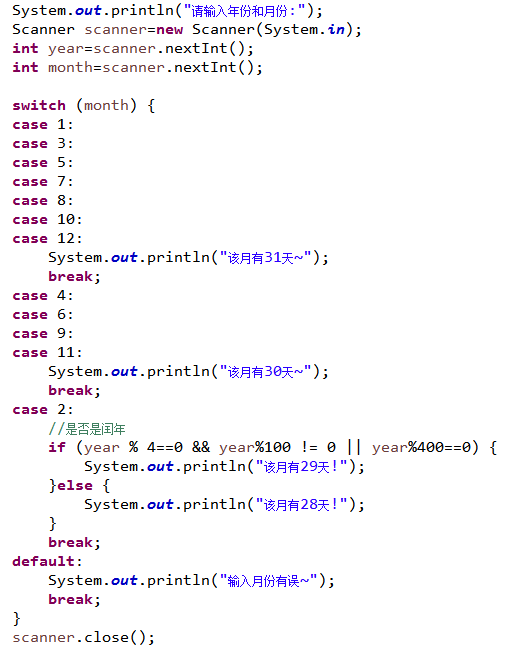 System.out.println("请输入年份和月份:");
Scanner scanner=new Scanner(System.in);
int year=scanner.nextInt();
int month=scanner.nextInt();

switch (month) {
case 1:
case 3:
case 5:
case 7:
case 8:
case 10:
case 12:
    System.out.println("该月有31天~");
    break;
case 4:
case 6:
case 9:
case 11:
    System.out.println("该月有30天~");
    break;
case 2:
    //是否是闰年
    if (year % 4==0 && year%100 != 0 || year%400==0) {
        System.out.println("该月有29天!");
    }else {
        System.out.println("该月有28天!");
    }
    break;
default:
    System.out.println("输入月份有误~");
    break;
}
scanner.close();